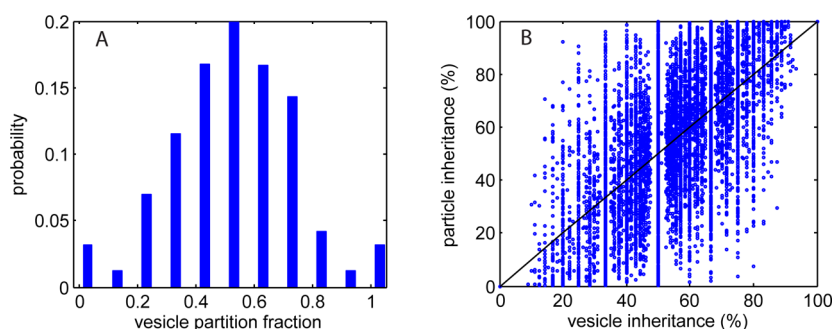 A
probability
0.2
0.15
0.1
0.05
0
0 0.2 0.4 0.6 0.8 1
vesicle partition fraction
B
particle inheritance (%)
100
80
60
40
20
0
0 20 40 60 80 100
vesicle inheritance (%)